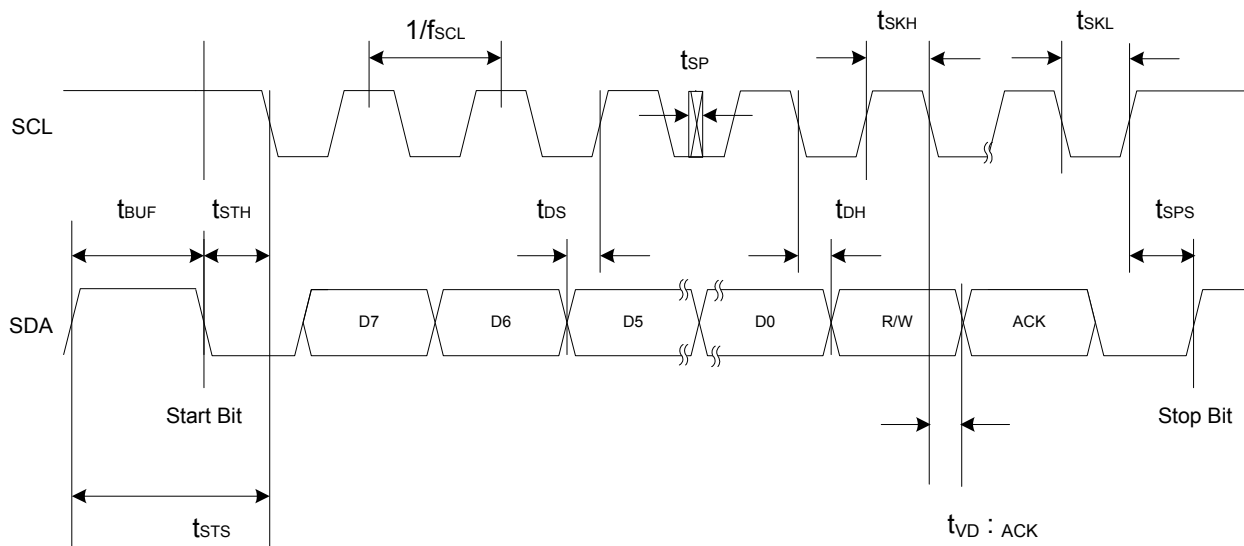 1/fSCL
tSP
tSKH
tSKL
SCL
tBUF
tSTH
tDS
tDH
tSPS
SDA
D7
D6
D5
D0
R/W
ACK
Start Bit
Stop Bit
tSTS
tVD : ACK